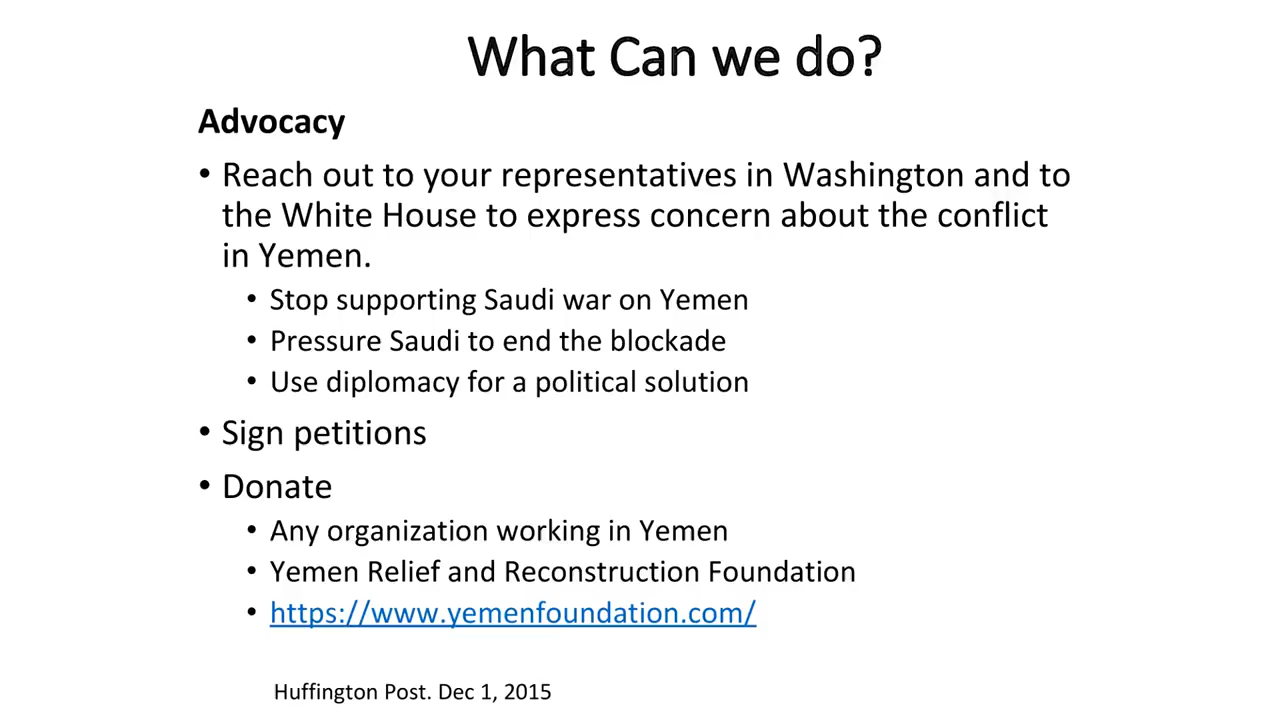 What Can we do?
Advocacy
• Reach out to your representatives in Washington and to
the White House to express concern about the conflict
in Yemen.
• Stop supporting Saudi war on Yemen
• Pressure Saudi to end the blockade
• Use diplomacy for a political solution
• Sign petitions
• Donate
• Any organization working in Yemen
• Yemen Relief and Reconstruction Foundation
• https://www.yemenfoundation.com/
Huffington Post. Dec 1, 2015